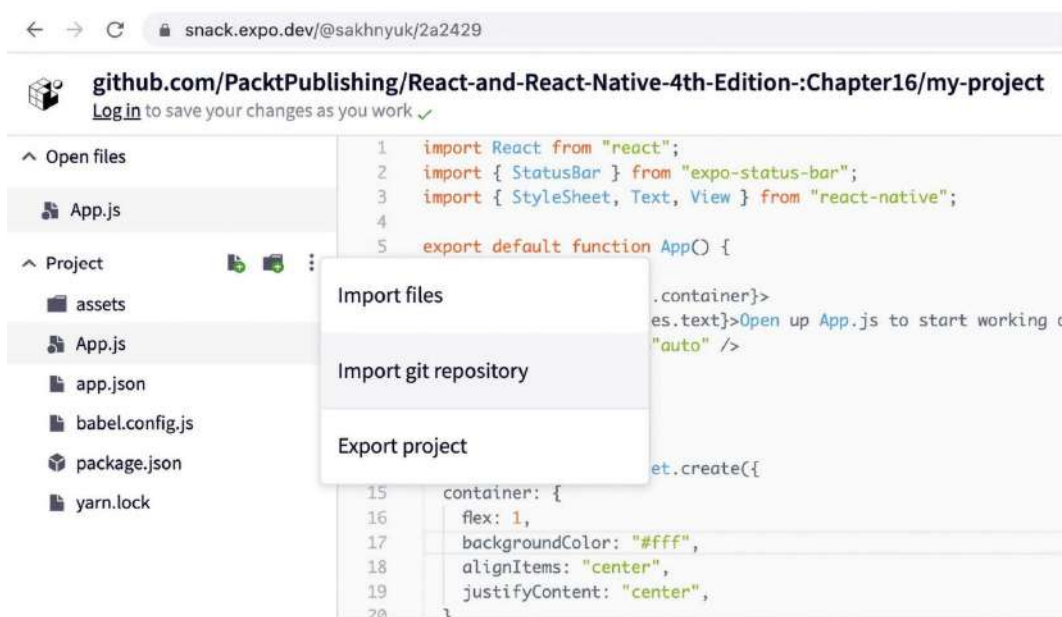 snack.expo.dev/@sakhnyuk/2a2429
github.com/PacktPublishing/React-and-React-Native-4th-Edition-:Chapter16/my-project
Log in to save your changes as you work
Open files
App.js
Project
assets
App.js
app.json
babel.config.js
package.json
yarn.lock
Import files
Import git repository
Export project
1 import React from "react";
2 import { StatusBar } from "expo-status-bar";
3 import { StyleSheet, Text, View } from "react-native";
4
5 export default function App() {
.container}>
es.text}>Open up App.js to start working
"auto" />
et.create({
15 container: {
16 flex: 1,
17 backgroundColor: "#fff",
18 alignItems: "center",
19 justifyContent: "center",
20 }